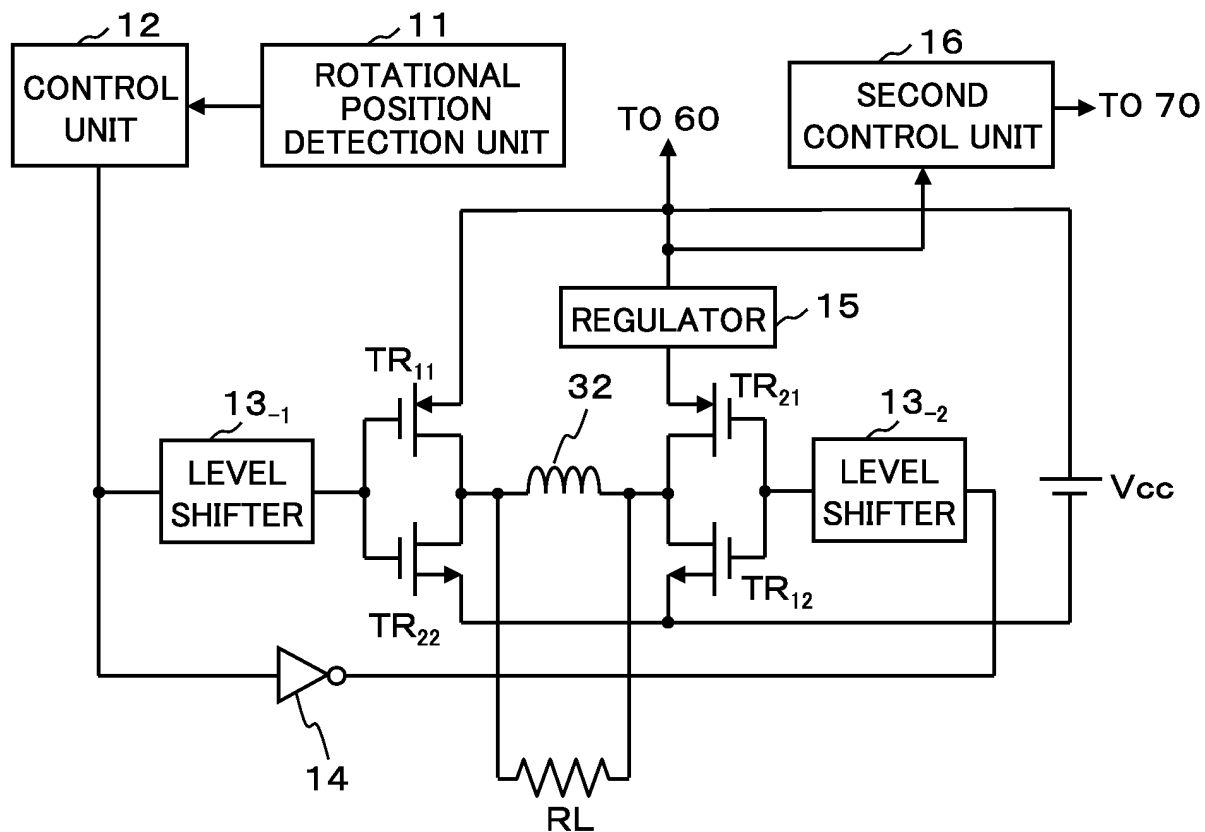 12
CONTROL
UNIT
11
ROTATIONAL
POSITION
DETECTION UNIT
TO 60
16
SECOND
CONTROL UNIT
TO 70
REGULATOR
15
TR11
32
TR21
13-1
LEVEL
SHIFTER
13-2
LEVEL
SHIFTER
Vcc
TR22
TR12
14
RL